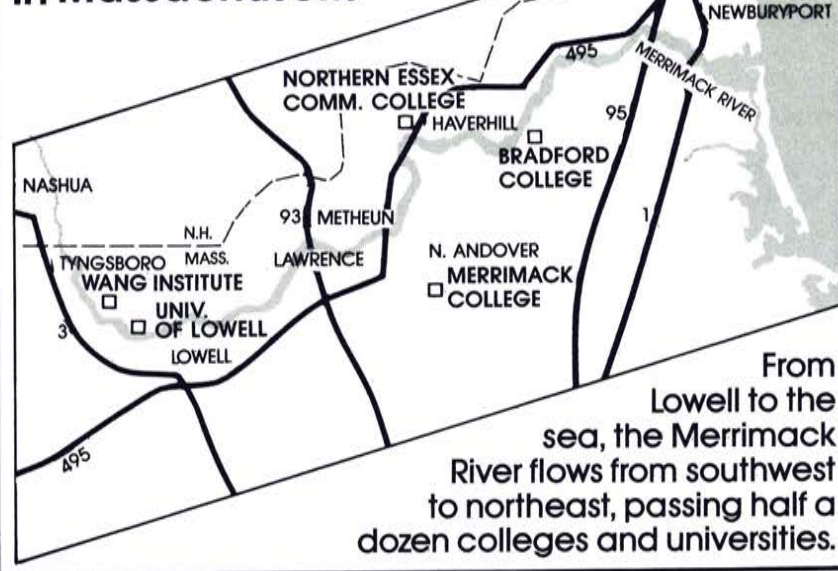 NEWBURYPORT
495
MERRIMACK RIVER
NORTHERN ESSEX
COMM. COLLEGE
HAVERHILL
95
BRADFORD
COLLEGE
NASHUA
93
METHEUN
1
N.H.
MASS.
TYNGSBORO
LAWRENCE
N. ANDOVER
WANG INSTITUTE
MERRIMACK
COLLEGE
UNIV.
OF LOWELL
3
LOWELL
495
From
Lowell to the
sea, the Merrimack
River flows from southwest
to northeast, passing half a
dozen colleges and universities.